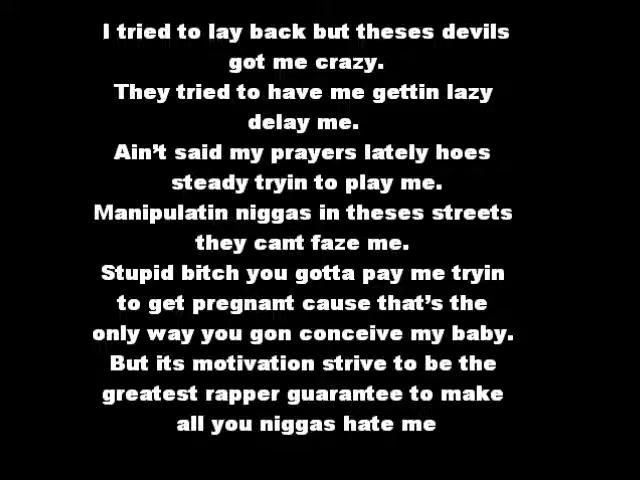 I tried to lay back but theses devils
got me crazy.
They tried to have me gettin lazy
delay me.
Ain't said my prayers lately hoes
steady tryin to play me.
Manipulatin niggas in theses streets
they cant faze me.
Stupid bitch you gotta pay me tryin
to get pregnant cause that's the
only way you gon conceive my baby.
But its motivation strive to be the
greatest rapper guarantee to make
all you niggas hate me